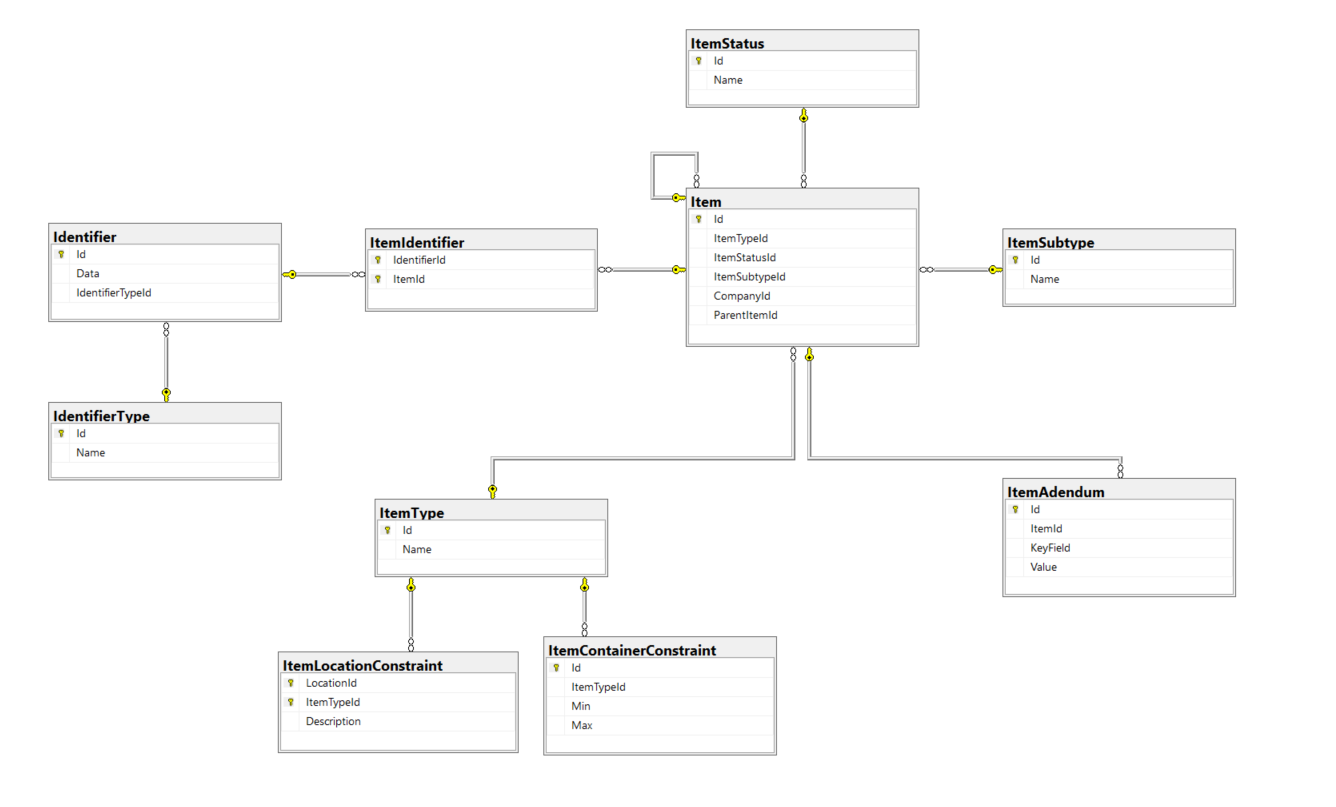 ItemStatus
Id
Name
Item
Id
ItemTypeId
ItemStatusId
ItemSubtypeId
CompanyId
ParentItemId
Identifier
Id
Data
IdentifierTypeId
ItemIdentifier
IdentifierId
ItemId
ItemSubtype
Id
Name
IdentifierType
Id
Name
ItemType
Id
Name
ItemAdendum
Id
ItemId
KeyField
Value
ItemLocationConstraint
LocationId
ItemTypeId
Description
ItemContainerConstraint
Id
ItemTypeId
Min
Max